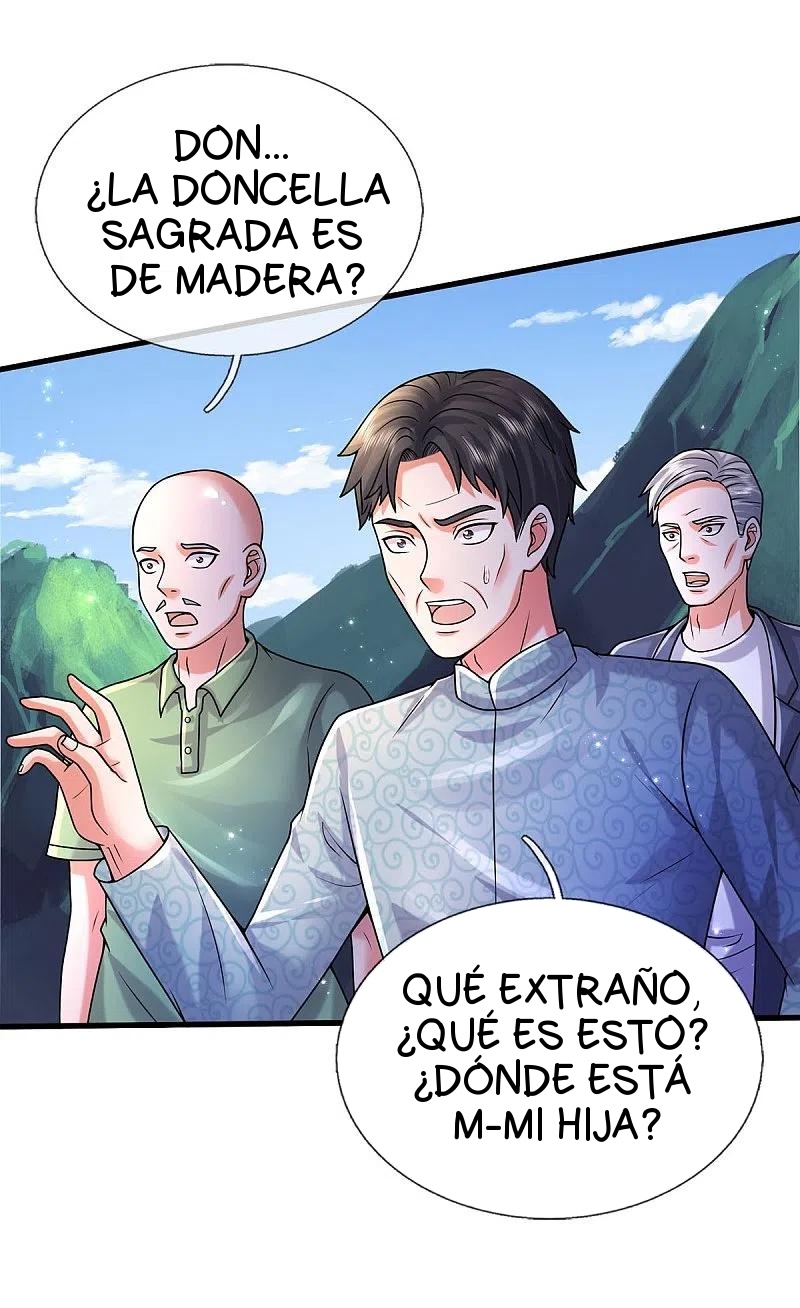 DON...
¿LA DONCELLA
SAGRADA ES
DE MADERA?
QUÉ EXTRAÑO,
¿QUÉ ES ESTO?
¿DÓNDE ESTÁ
M-MI HIJA?